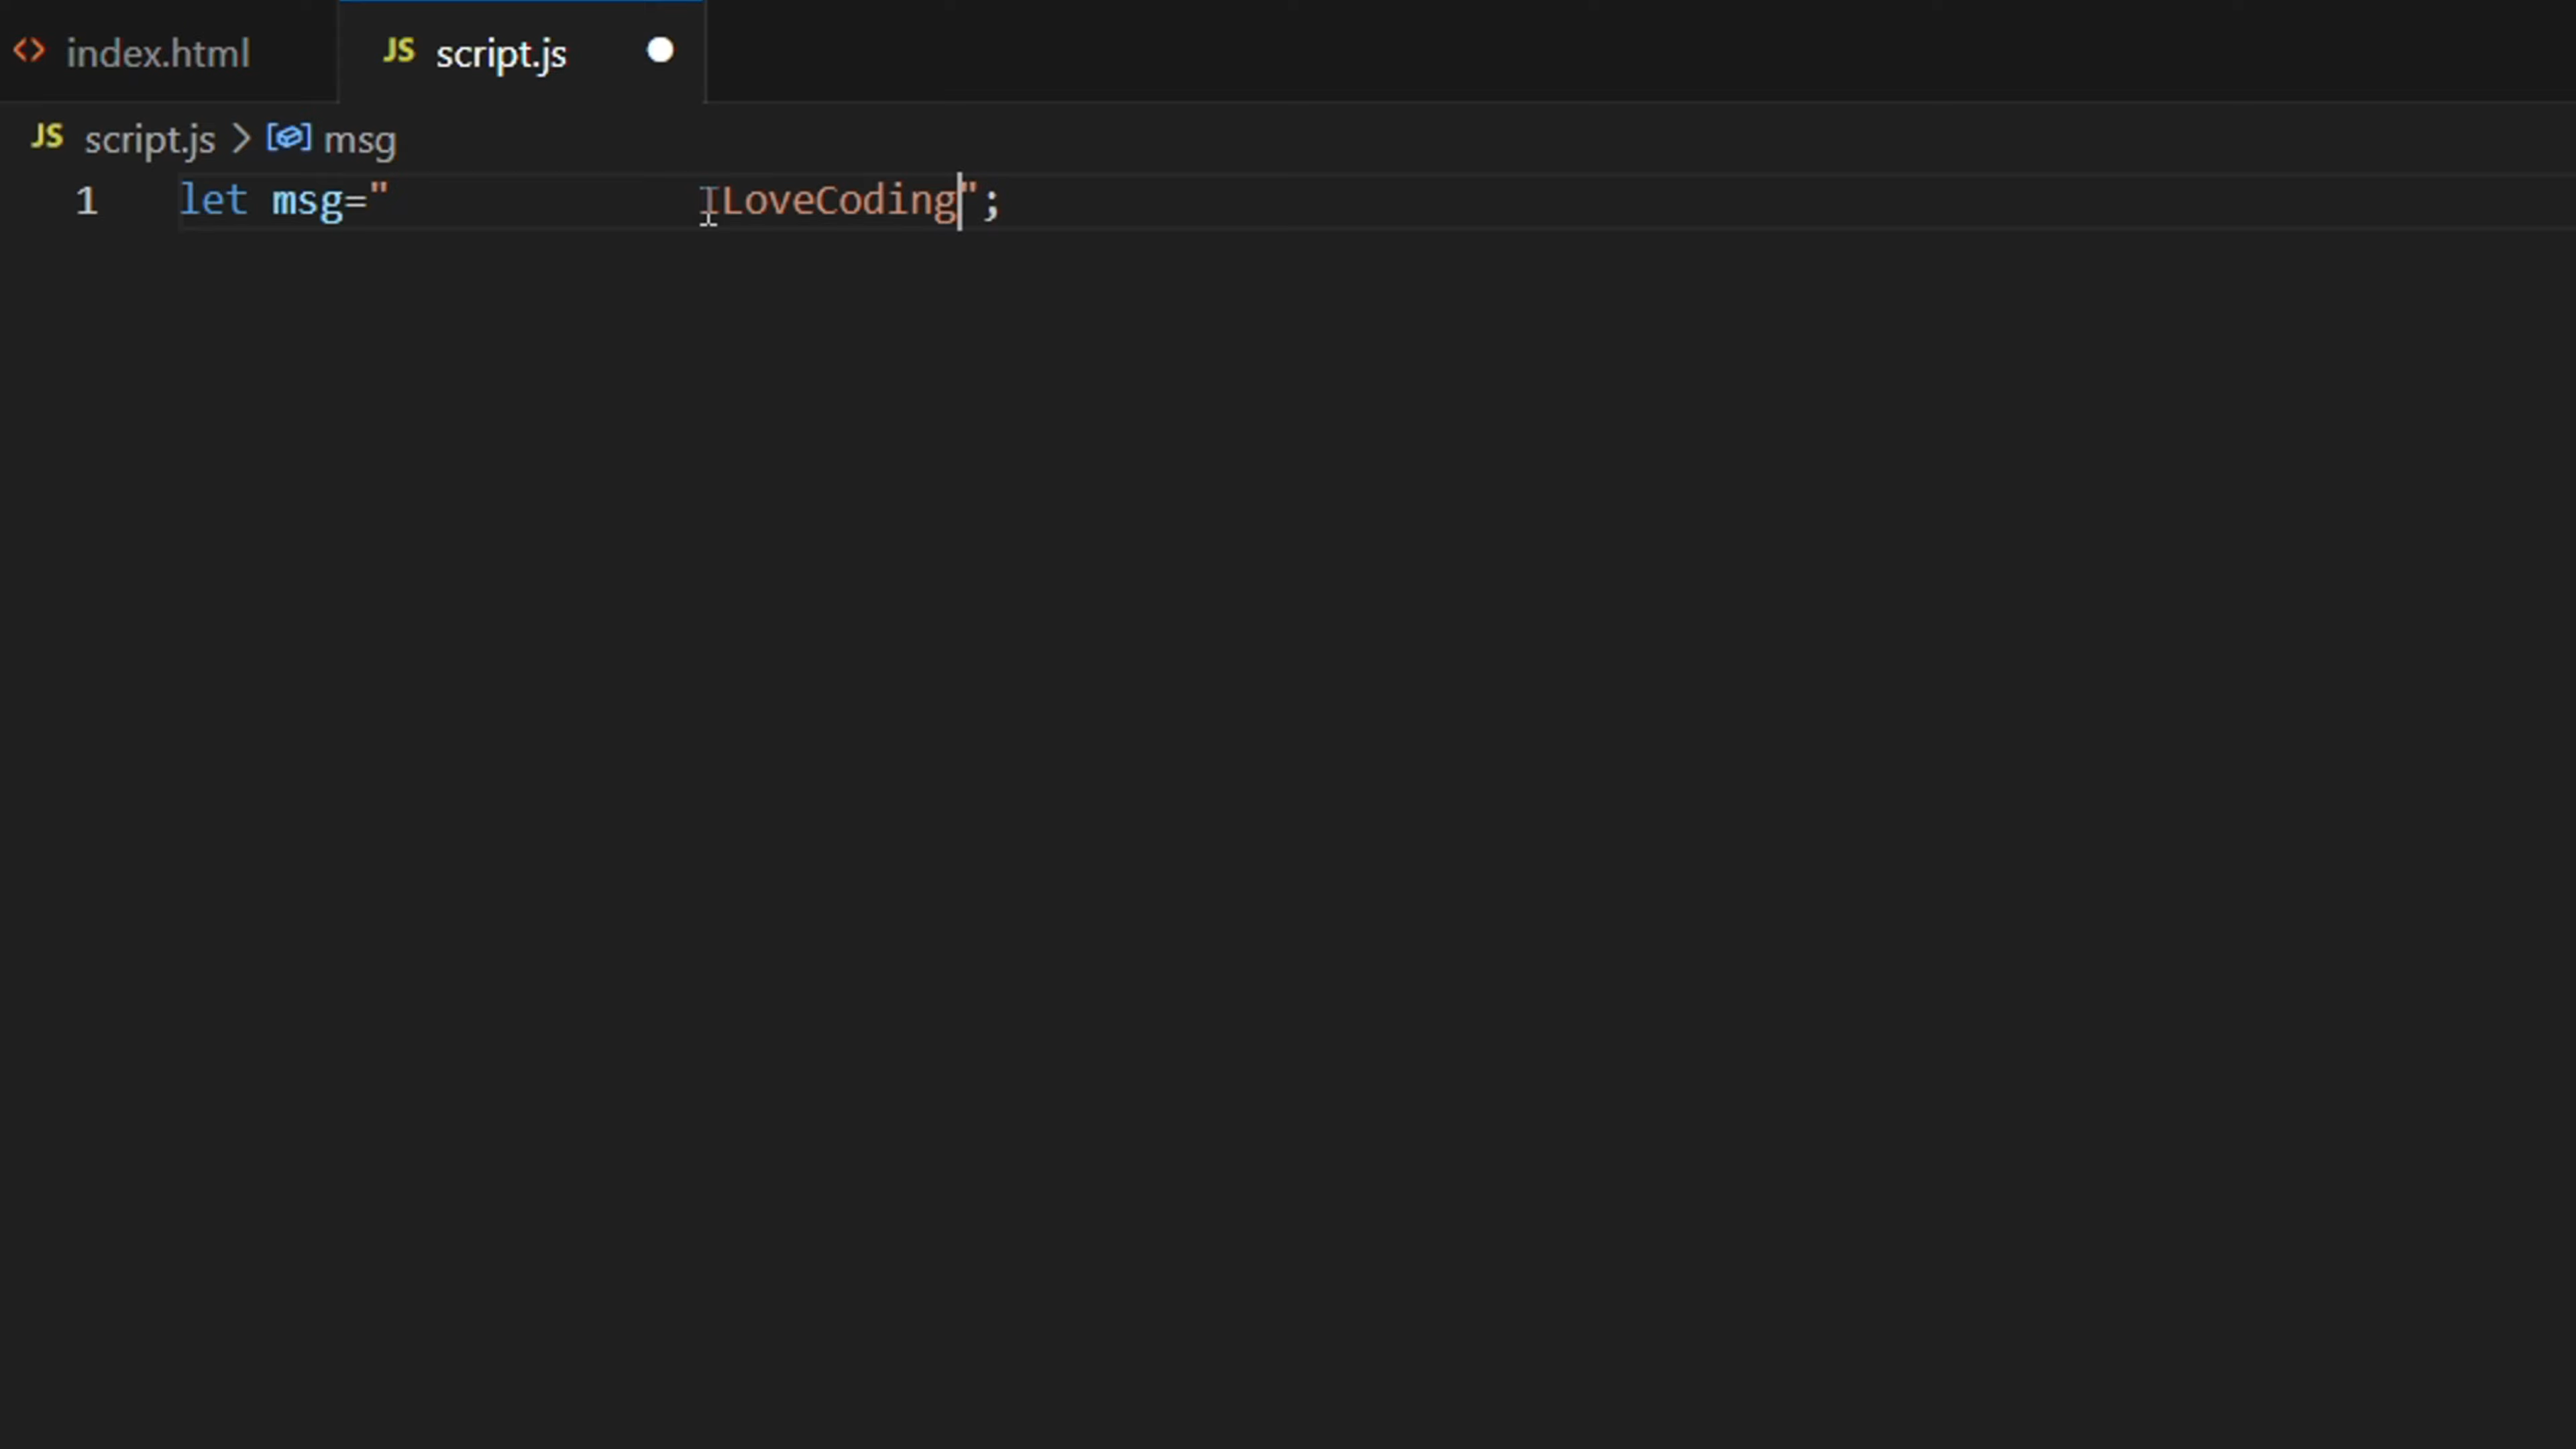 index.html JS script.js
JS script.js > msg
1 let msg="             ILoveCoding";